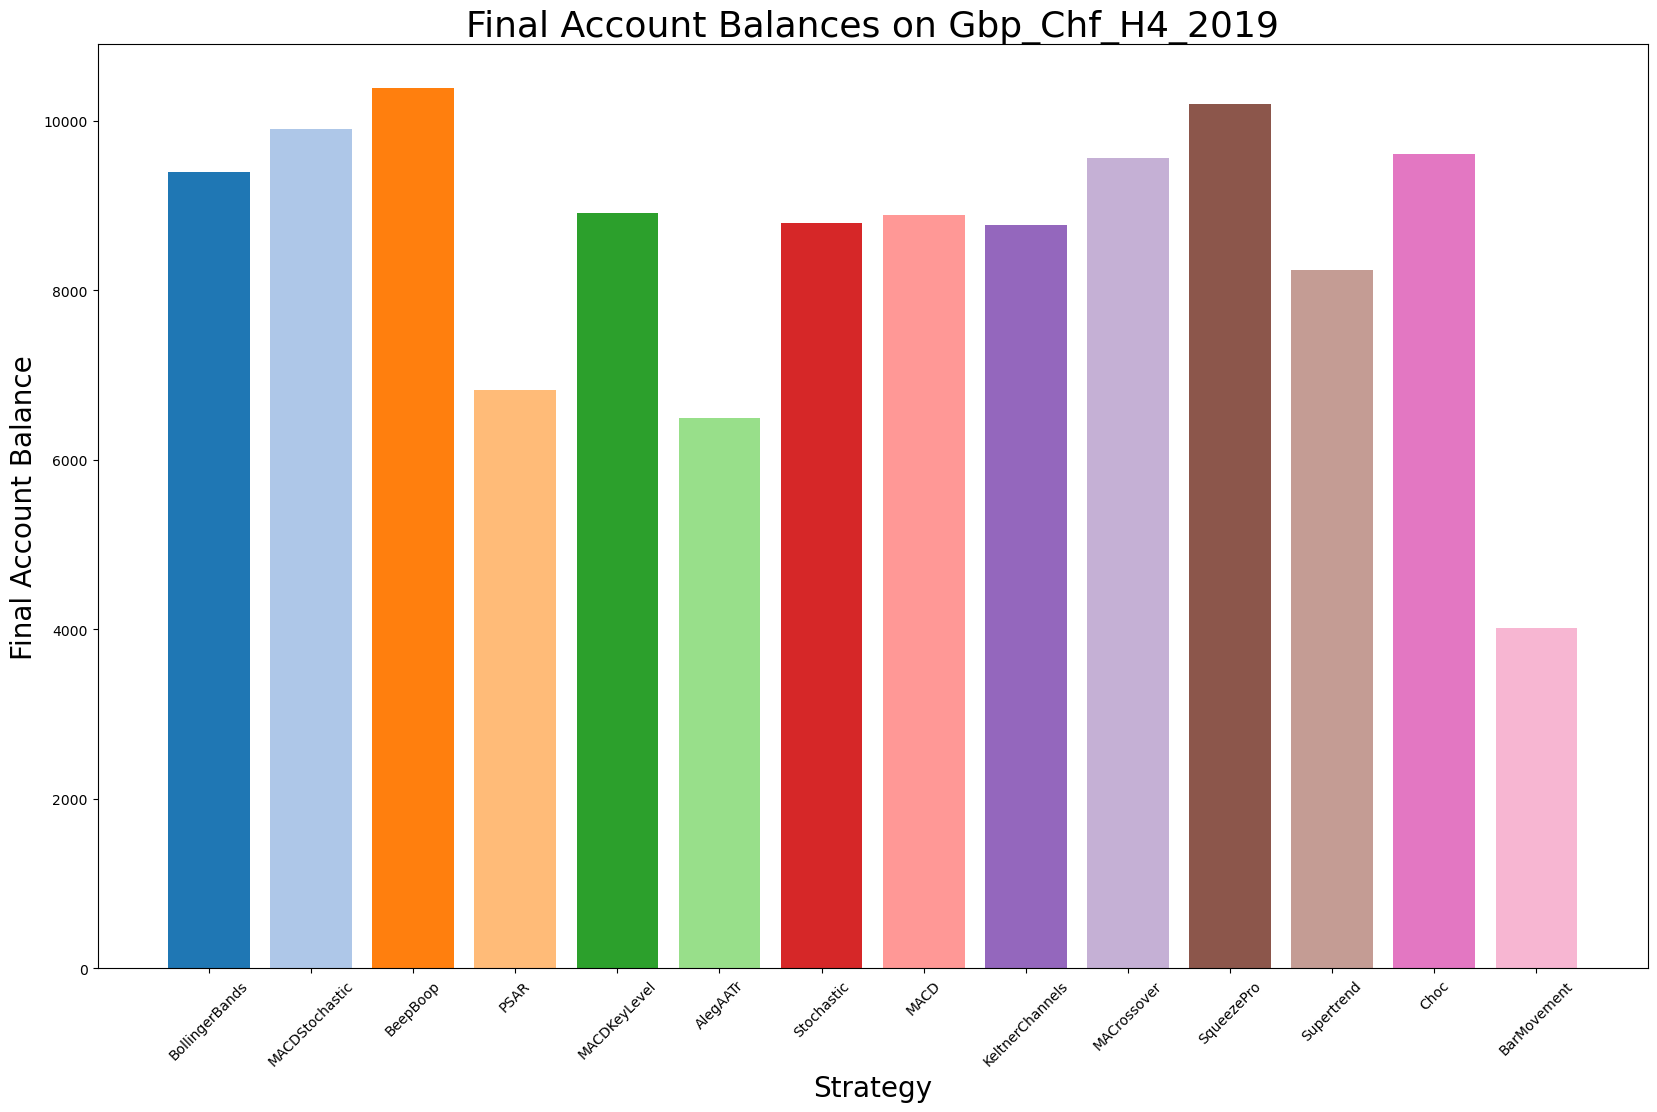 Final Account Balances on Gbp_Chf_H4_2019
Final Account Balance
10000
8000
6000
4000
2000
0
BollingerBands
MACDStochastic
BeepBoop
PSAR
MACDKeyLevel
AlegAATr
Stochastic
MACD
KeltnerChannels
MACrossover
SqueezePro
Supertrend
Choc
BarMovement
Strategy